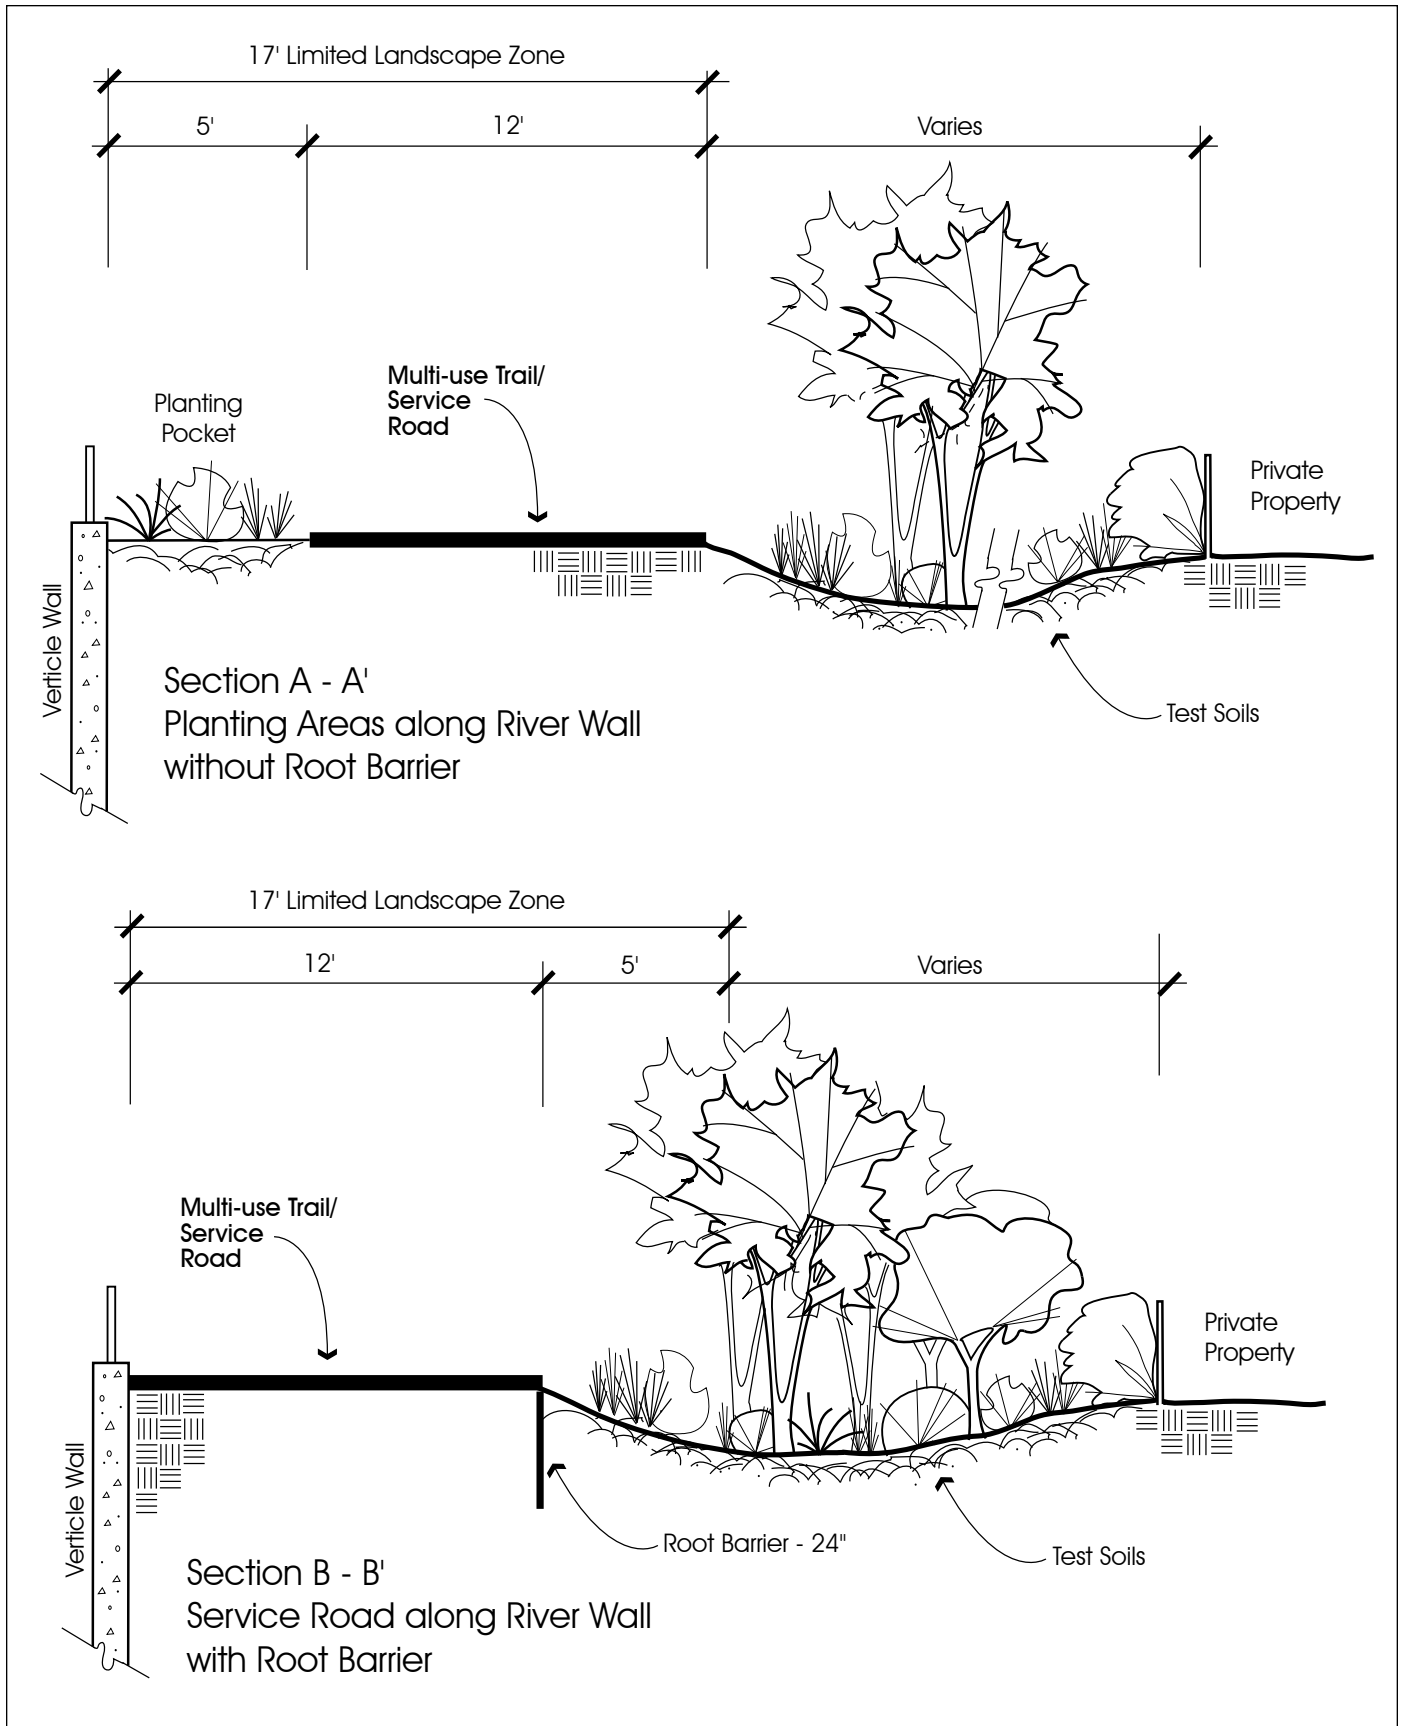 17' Limited Landscape Zone
5'
12'
Varies
Planting
Pocket
Multi-use Trail/
Service
Road
Private
Property
Verticle Wall
Test Soils
Section A - A'
Planting Areas along River Wall
without Root Barrier
17' Limited Landscape Zone
12'
5'
Varies
Multi-use Trail/
Service
Road
Private
Property
Verticle Wall
Root Barrier - 24"
Test Soils
Section B - B'
Service Road along River Wall
with Root Barrier